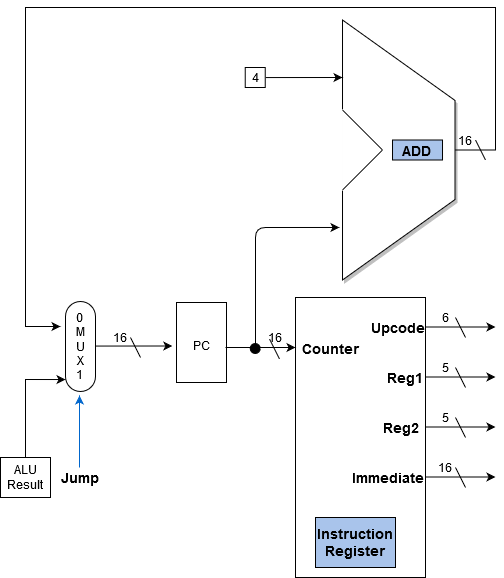 4
ADD
16
0
M
U
X
1
16
PC
16
Counter
Upcode
6
Reg1
5
Reg2
5
Immediate
16
ALU
Result
Jump
Instruction
Register